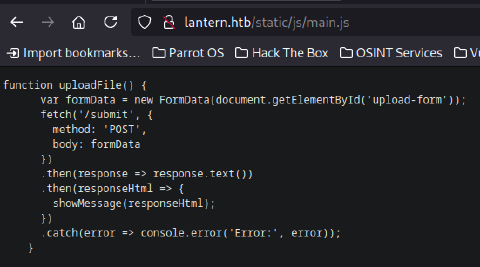 lantern.htb/static/js/main.js
Import bookmarks... Parrot OS Hack The Box OSINT Services
function uploadFile() {
      var formData = new FormData(document.getElementById('upload-form'));
      fetch('/submit', {
        method: 'POST',
        body: formData
      })
      .then(response => response.text())
      .then(responseHtml => {
        showMessage(responseHtml);
      })
      .catch(error => console.error('Error:', error));
    }